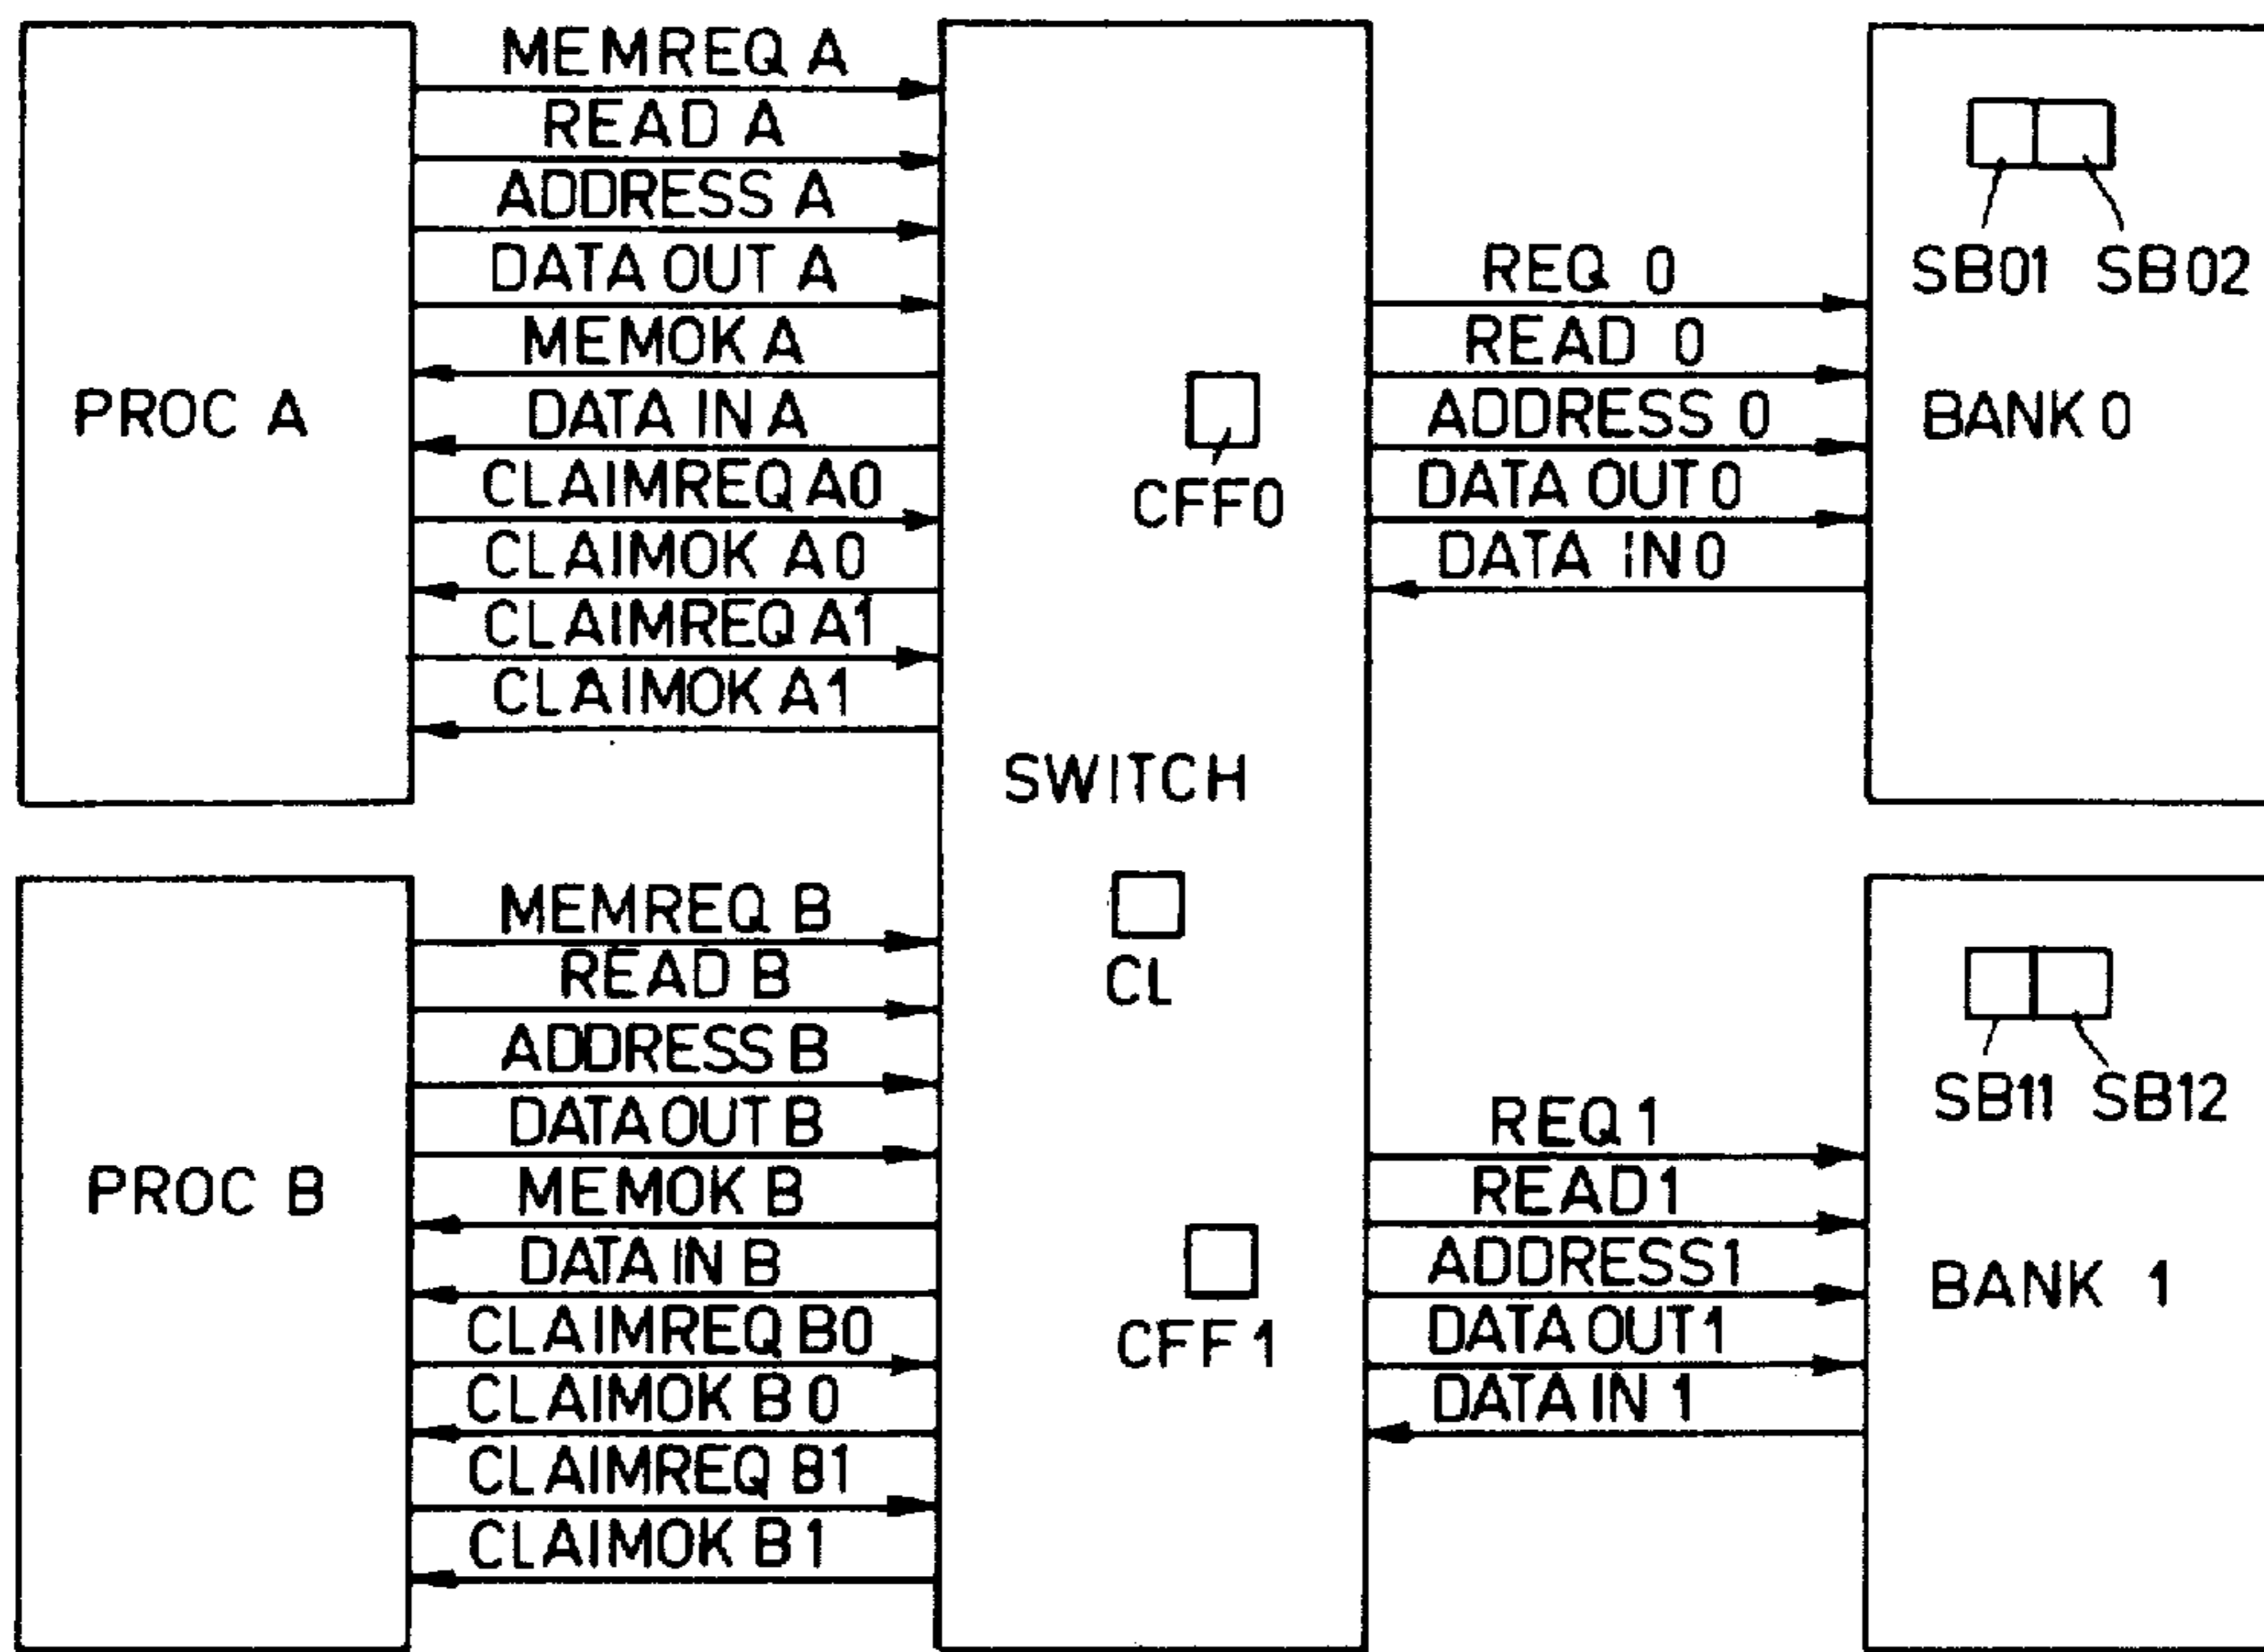 MEMREQ A
READ A
ADDRESS A
DATA OUT A
MEMOK A
DATA IN A
CLAIMREQ A0
CLAIMOK A0
CLAIMREQ A1
CLAIMOK A1
PROC A
CFF0
SWITCH
CL
CFF1
REQ 0
READ 0
ADDRESS 0
DATA OUT 0
DATA IN 0
SB01 SB02
BANK 0
PROC B
MEMREQ B
READ B
ADDRESS B
DATA OUT B
MEMOK B
DATA IN B
CLAIMREQ B0
CLAIMOK B0
CLAIMREQ B1
CLAIMOK B1
REQ 1
READ 1
ADDRESS 1
DATA OUT 1
DATA IN 1
SB11 SB12
BANK 1